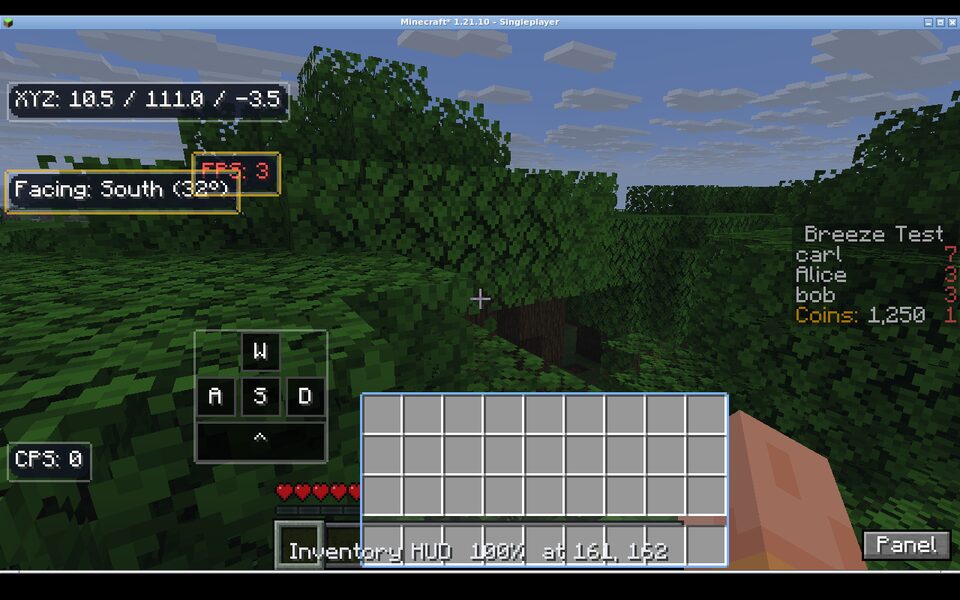 Minecraft* 1.21.10 - Singleplayer
XYZ: 10.5 / 111.0 / -3.5
FPS: 3
Facing: South (32°)
Breeze Test
carl 7
Alice 3
bob 3
Coins: 1,250 1
W
A S D
^
CPS: 0
Inventory HUD 100% at 161, 162
Panel